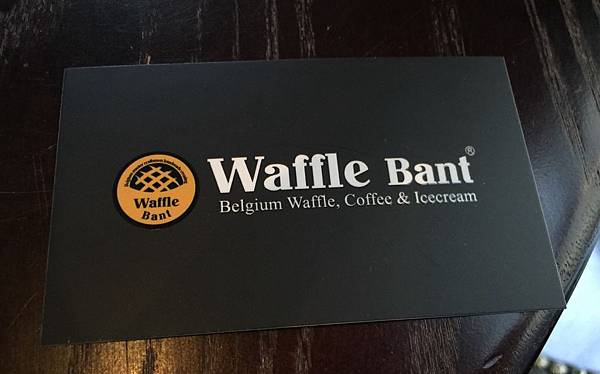 Waffle Bant®
Belgium Waffle, Coffee & Icecream
Waffle
Bant